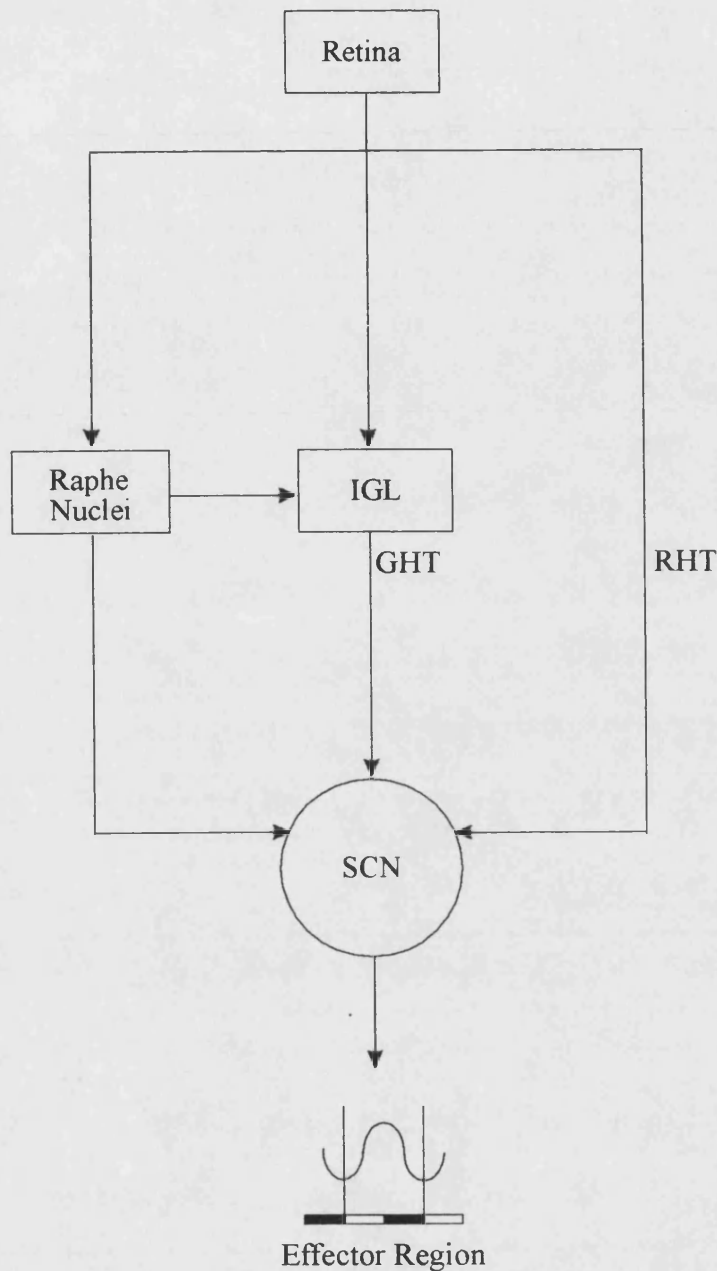 Retina
Raphe
Nuclei
IGL
GHT
RHT
SCN
Effector Region